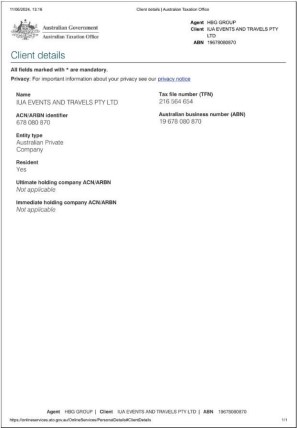 11/06/2024, 13:16
Client details | Australian Taxation Office
Australian Government
Australian Taxation Office
Agent HBG GROUP
Client IUA EVENTS AND TRAVELS PTY
LTD
ABN 19678080870
Client details
All fields marked with * are mandatory.
Privacy: For important information about your privacy see our privacy notice
Name
IUA EVENTS AND TRAVELS PTY LTD
Tax file number (TFN)
216 564 654
ACN/ARBN identifier
678 080 870
Australian business number (ABN)
19 678 080 870
Entity type
Australian Private
Company
Resident
Yes
Ultimate holding company ACN/ARBN
Not applicable
Immediate holding company ACN/ARBN
Not applicable
Agent HBG GROUP | Client IUA EVENTS AND TRAVELS PTY LTD | ABN 19678080870
https://onlineservices.ato.gov.au/OnlineServices/PersonalDetails#ClientDetails
1/1